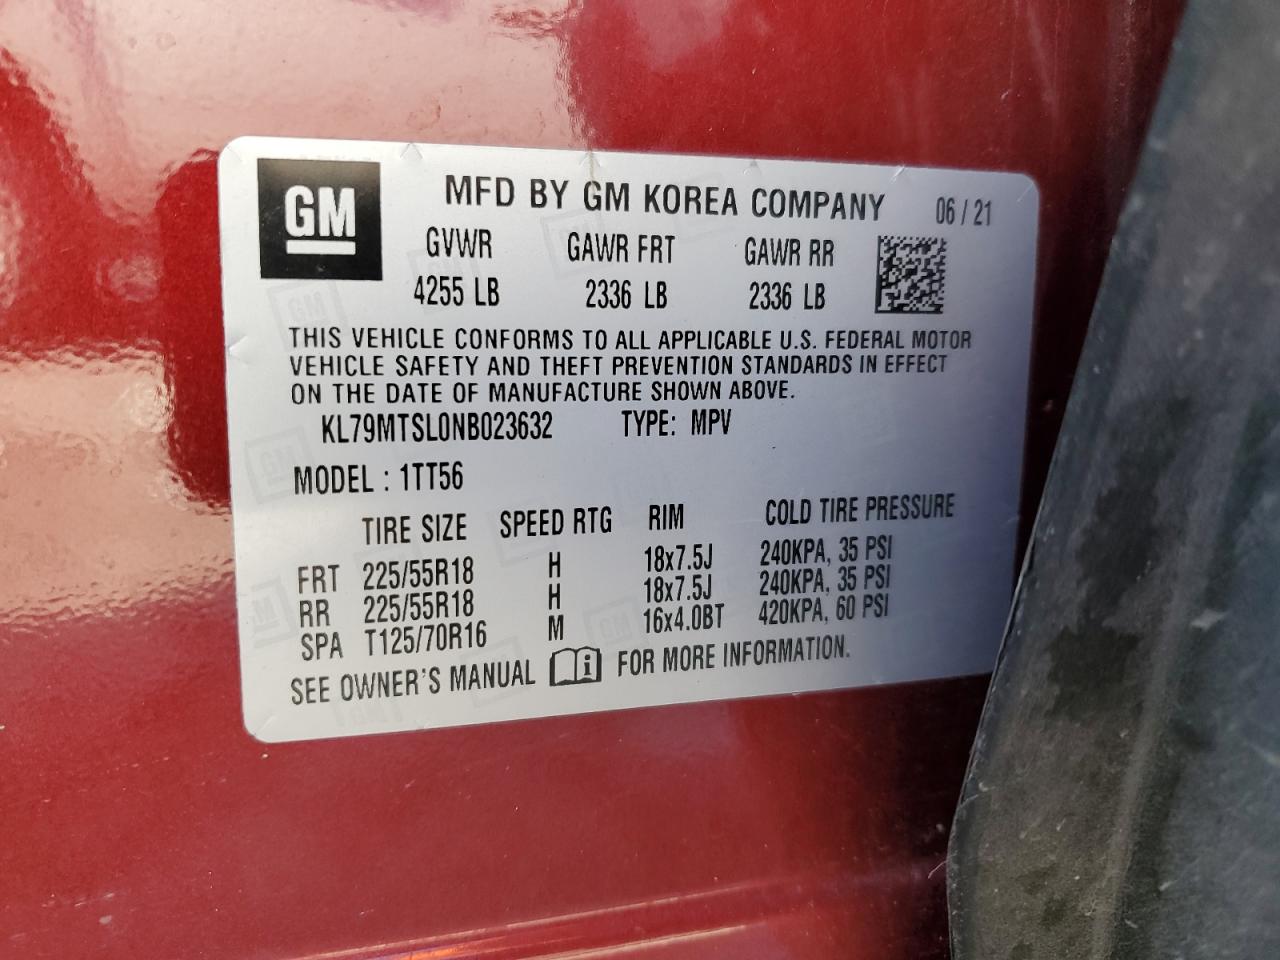 GM
MFD BY GM KOREA COMPANY 06 / 21
GVWR GAWR FRT GAWR RR
4255 LB 2336 LB 2336 LB
THIS VEHICLE CONFORMS TO ALL APPLICABLE U.S. FEDERAL MOTOR
VEHICLE SAFETY AND THEFT PREVENTION STANDARDS IN EFFECT
ON THE DATE OF MANUFACTURE SHOWN ABOVE.
KL79MTSL0NB023632 TYPE: MPV
MODEL : 1TT56
TIRE SIZE SPEED RTG RIM COLD TIRE PRESSURE
FRT 225/55R18 H 18x7.5J 240KPA, 35 PSI
RR 225/55R18 H 18x7.5J 240KPA, 35 PSI
SPA T125/70R16 M 16x4.0BT 420KPA, 60 PSI
SEE OWNER'S MANUAL FOR MORE INFORMATION.